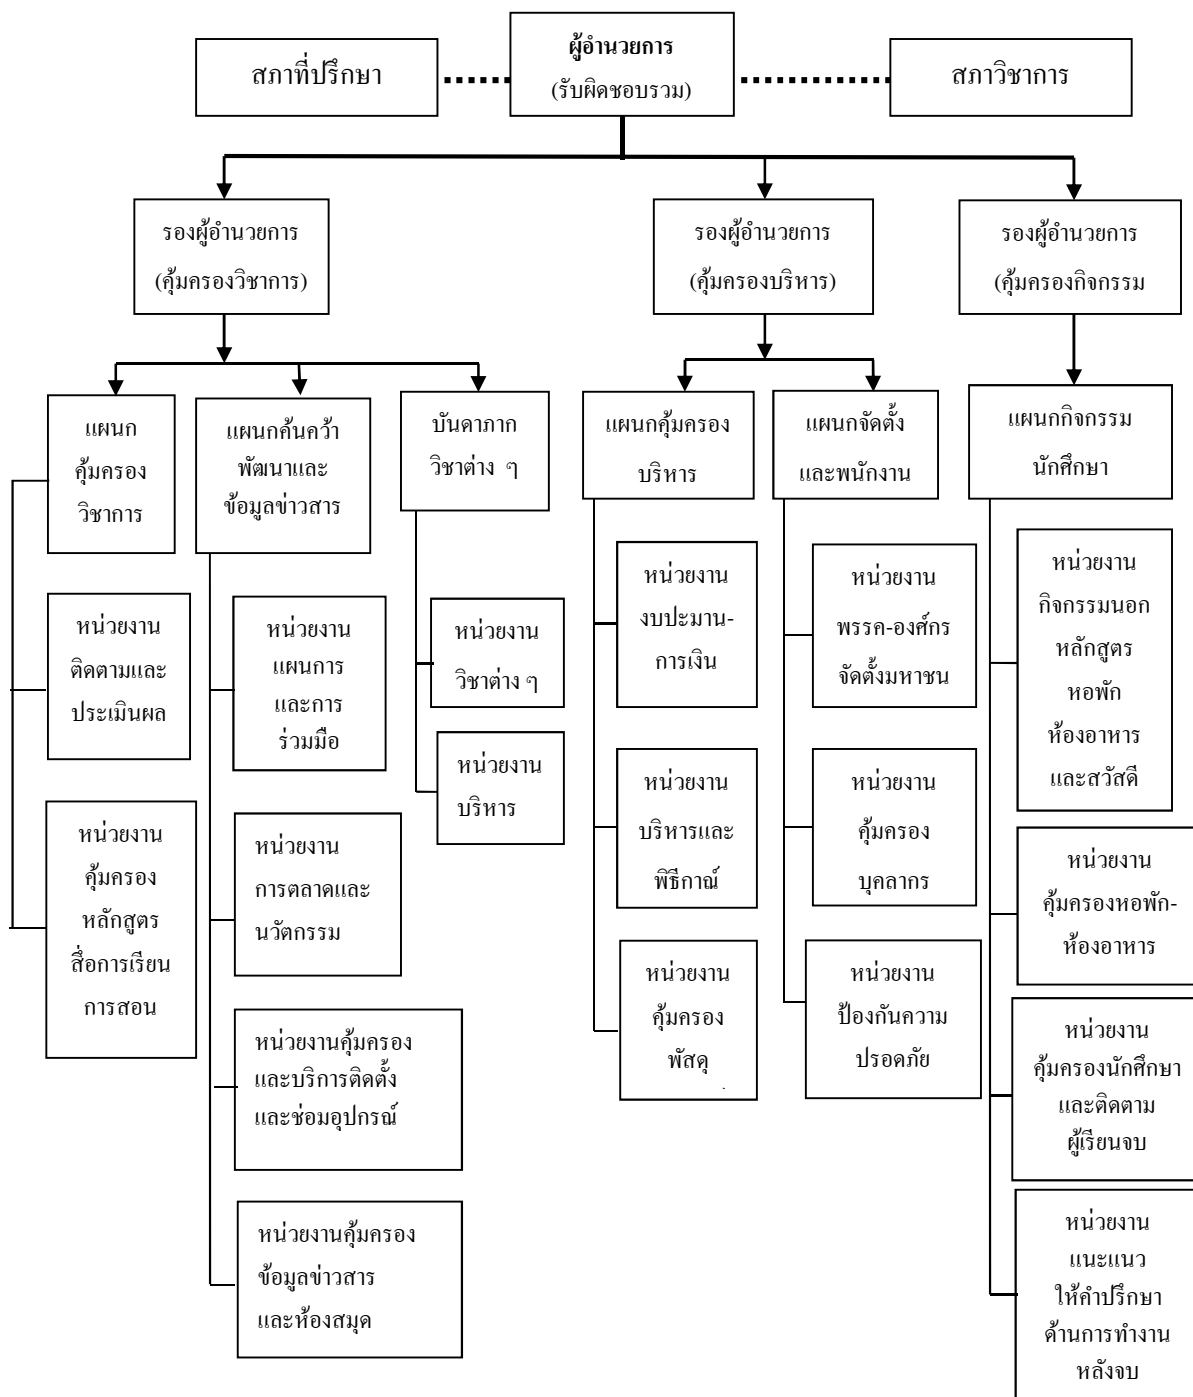 สภาที่ปรึกษา
ผู้อำนวยการ
(รับผิดชอบรวม)
สภาวิชาการ
รองผู้อำนวยการ
(คุ้มครองวิชาการ)
รองผู้อำนวยการ
(คุ้มครองบริหาร)
รองผู้อำนวยการ
(คุ้มครองกิจกรรม
แผนก
คุ้มครอง
วิชาการ
แผนกค้นคว้า
พัฒนาและ
ข้อมูลข่าวสาร
บันดาภาก
วิชาต่าง ๆ
แผนกคุ้มครอง
บริหาร
แผนกจัดตั้ง
และพนักงาน
แผนกกิจกรรม
นักศึกษา
หน่วยงาน
ติดตามและ
ประเมินผล
หน่วยงาน
คุ้มครอง
หลักสูตร
สื่อการเรียน
การสอน
หน่วยงาน
แผนการ
และการ
ร่วมมือ
หน่วยงาน
การตลาดและ
นวัตกรรม
หน่วยงานคุ้มครอง
และบริการติดตั้ง
และช่อมอุปกรณ์
หน่วยงานคุ้มครอง
ข้อมูลข่าวสาร
และห้องสมุด
หน่วยงาน
วิชาต่าง ๆ
หน่วยงาน
บริหาร
หน่วยงาน
งบปะมาน-
การเงิน
หน่วยงาน
บริหารและ
พิธีกาณ์
หน่วยงาน
คุ้มครอง
พัสดุ
หน่วยงาน
พรรค-องค์กร
จัดตั้งมหาชน
หน่วยงาน
คุ้มครอง
บุคลากร
หน่วยงาน
ป้องกันความ
ปรอดภัย
หน่วยงาน
กิจกรรมนอก
หลักสูตร
หอพัก
ห้องอาหาร
และสวัสดี
หน่วยงาน
คุ้มครองหอพัก-
ห้องอาหาร
หน่วยงาน
คุ้มครองนักศึกษา
และติดตาม
ผู้เรียนจบ
หน่วยงาน
แนะแนว
ให้คำปรึกษา
ด้านการทำงาน
หลังจบ